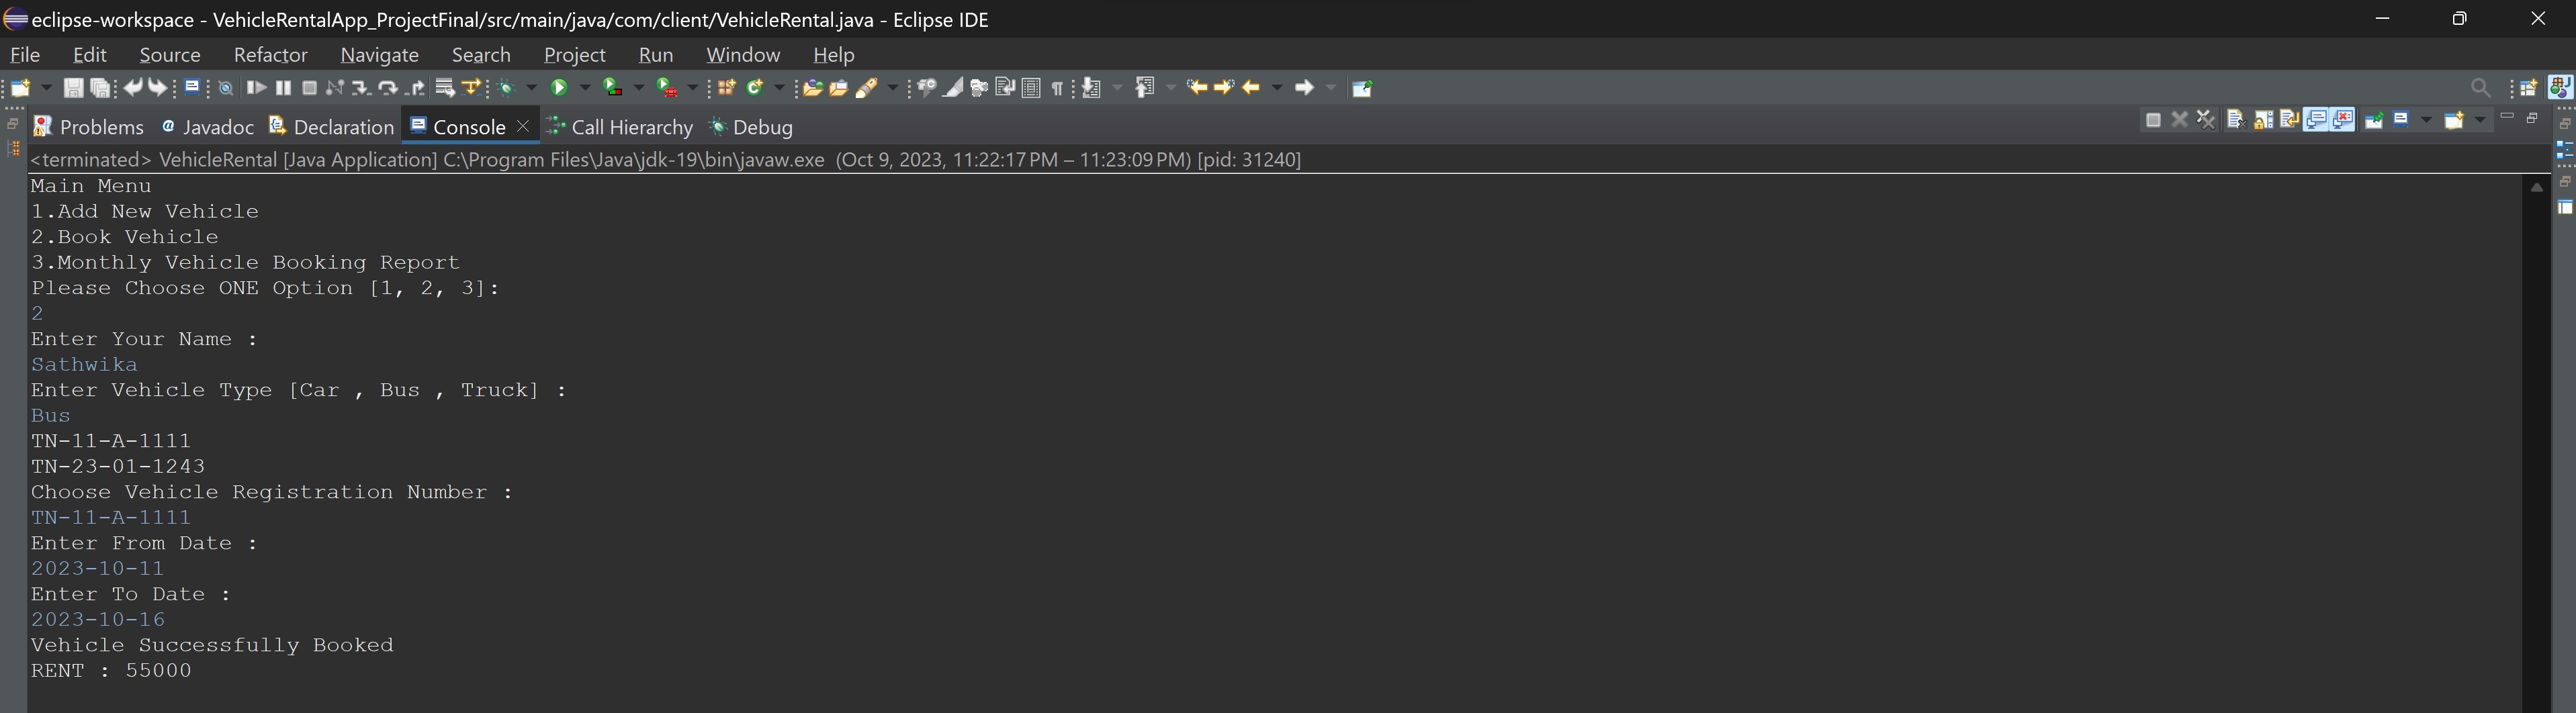 eclipse-workspace - VehicleRentalApp_ProjectFinal/src/main/java/com/client/VehicleRental.java - Eclipse IDE
File Edit Source Refactor Navigate Search Project Run Window Help
Problems @ Javadoc Declaration Console Call Hierarchy Debug
<terminated> VehicleRental [Java Application] C:\Program Files\Java\jdk-19\bin\javaw.exe (Oct 9, 2023, 11:22:17 PM – 11:23:09 PM) [pid: 31240]
Main Menu
1.Add New Vehicle
2.Book Vehicle
3.Monthly Vehicle Booking Report
Please Choose ONE Option [1, 2, 3]:
2
Enter Your Name :
Sathwika
Enter Vehicle Type [Car , Bus , Truck] :
Bus
TN-11-A-1111
TN-23-01-1243
Choose Vehicle Registration Number :
TN-11-A-1111
Enter From Date :
2023-10-11
Enter To Date :
2023-10-16
Vehicle Successfully Booked
RENT : 55000